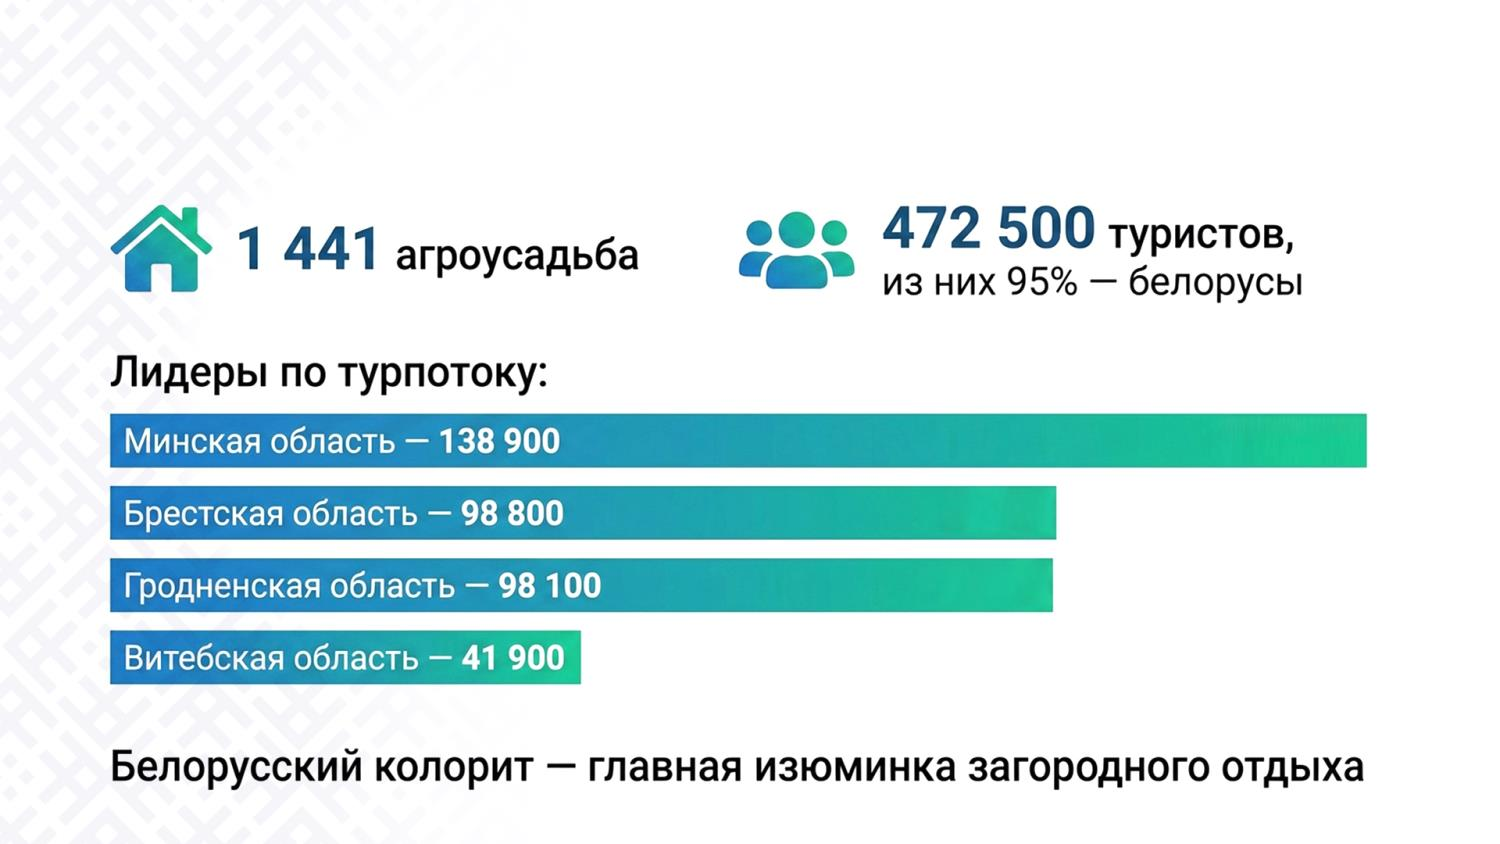 1 441 агроусадьба
472 500 туристов,
из них 95% — белорусы
Лидеры по турпотоку:
Минская область — 138 900
Брестская область — 98 800
Гродненская область — 98 100
Витебская область — 41 900
Белорусский колорит — главная изюминка загородного отдыха